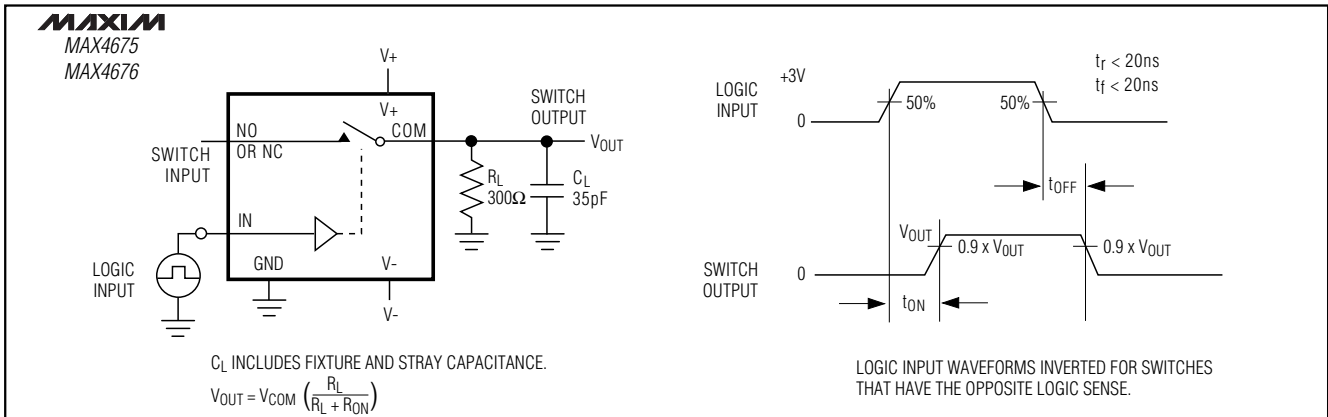 MAXIM
MAX4675
MAX4676
V+
V+
NO
OR NC
COM
SWITCH
INPUT
SWITCH
OUTPUT
VOUT
RL
300Ω
CL
35pF
IN
LOGIC
INPUT
GND
V-
V-
CL INCLUDES FIXTURE AND STRAY CAPACITANCE.
VOUT = VCOM (RL / RL + RON)
LOGIC
INPUT
+3V
0
50%
50%
tr < 20ns
tf < 20ns
tOFF
VOUT
0.9 x VOUT
0.9 x VOUT
SWITCH
OUTPUT
0
tON
LOGIC INPUT WAVEFORMS INVERTED FOR SWITCHES
THAT HAVE THE OPPOSITE LOGIC SENSE.